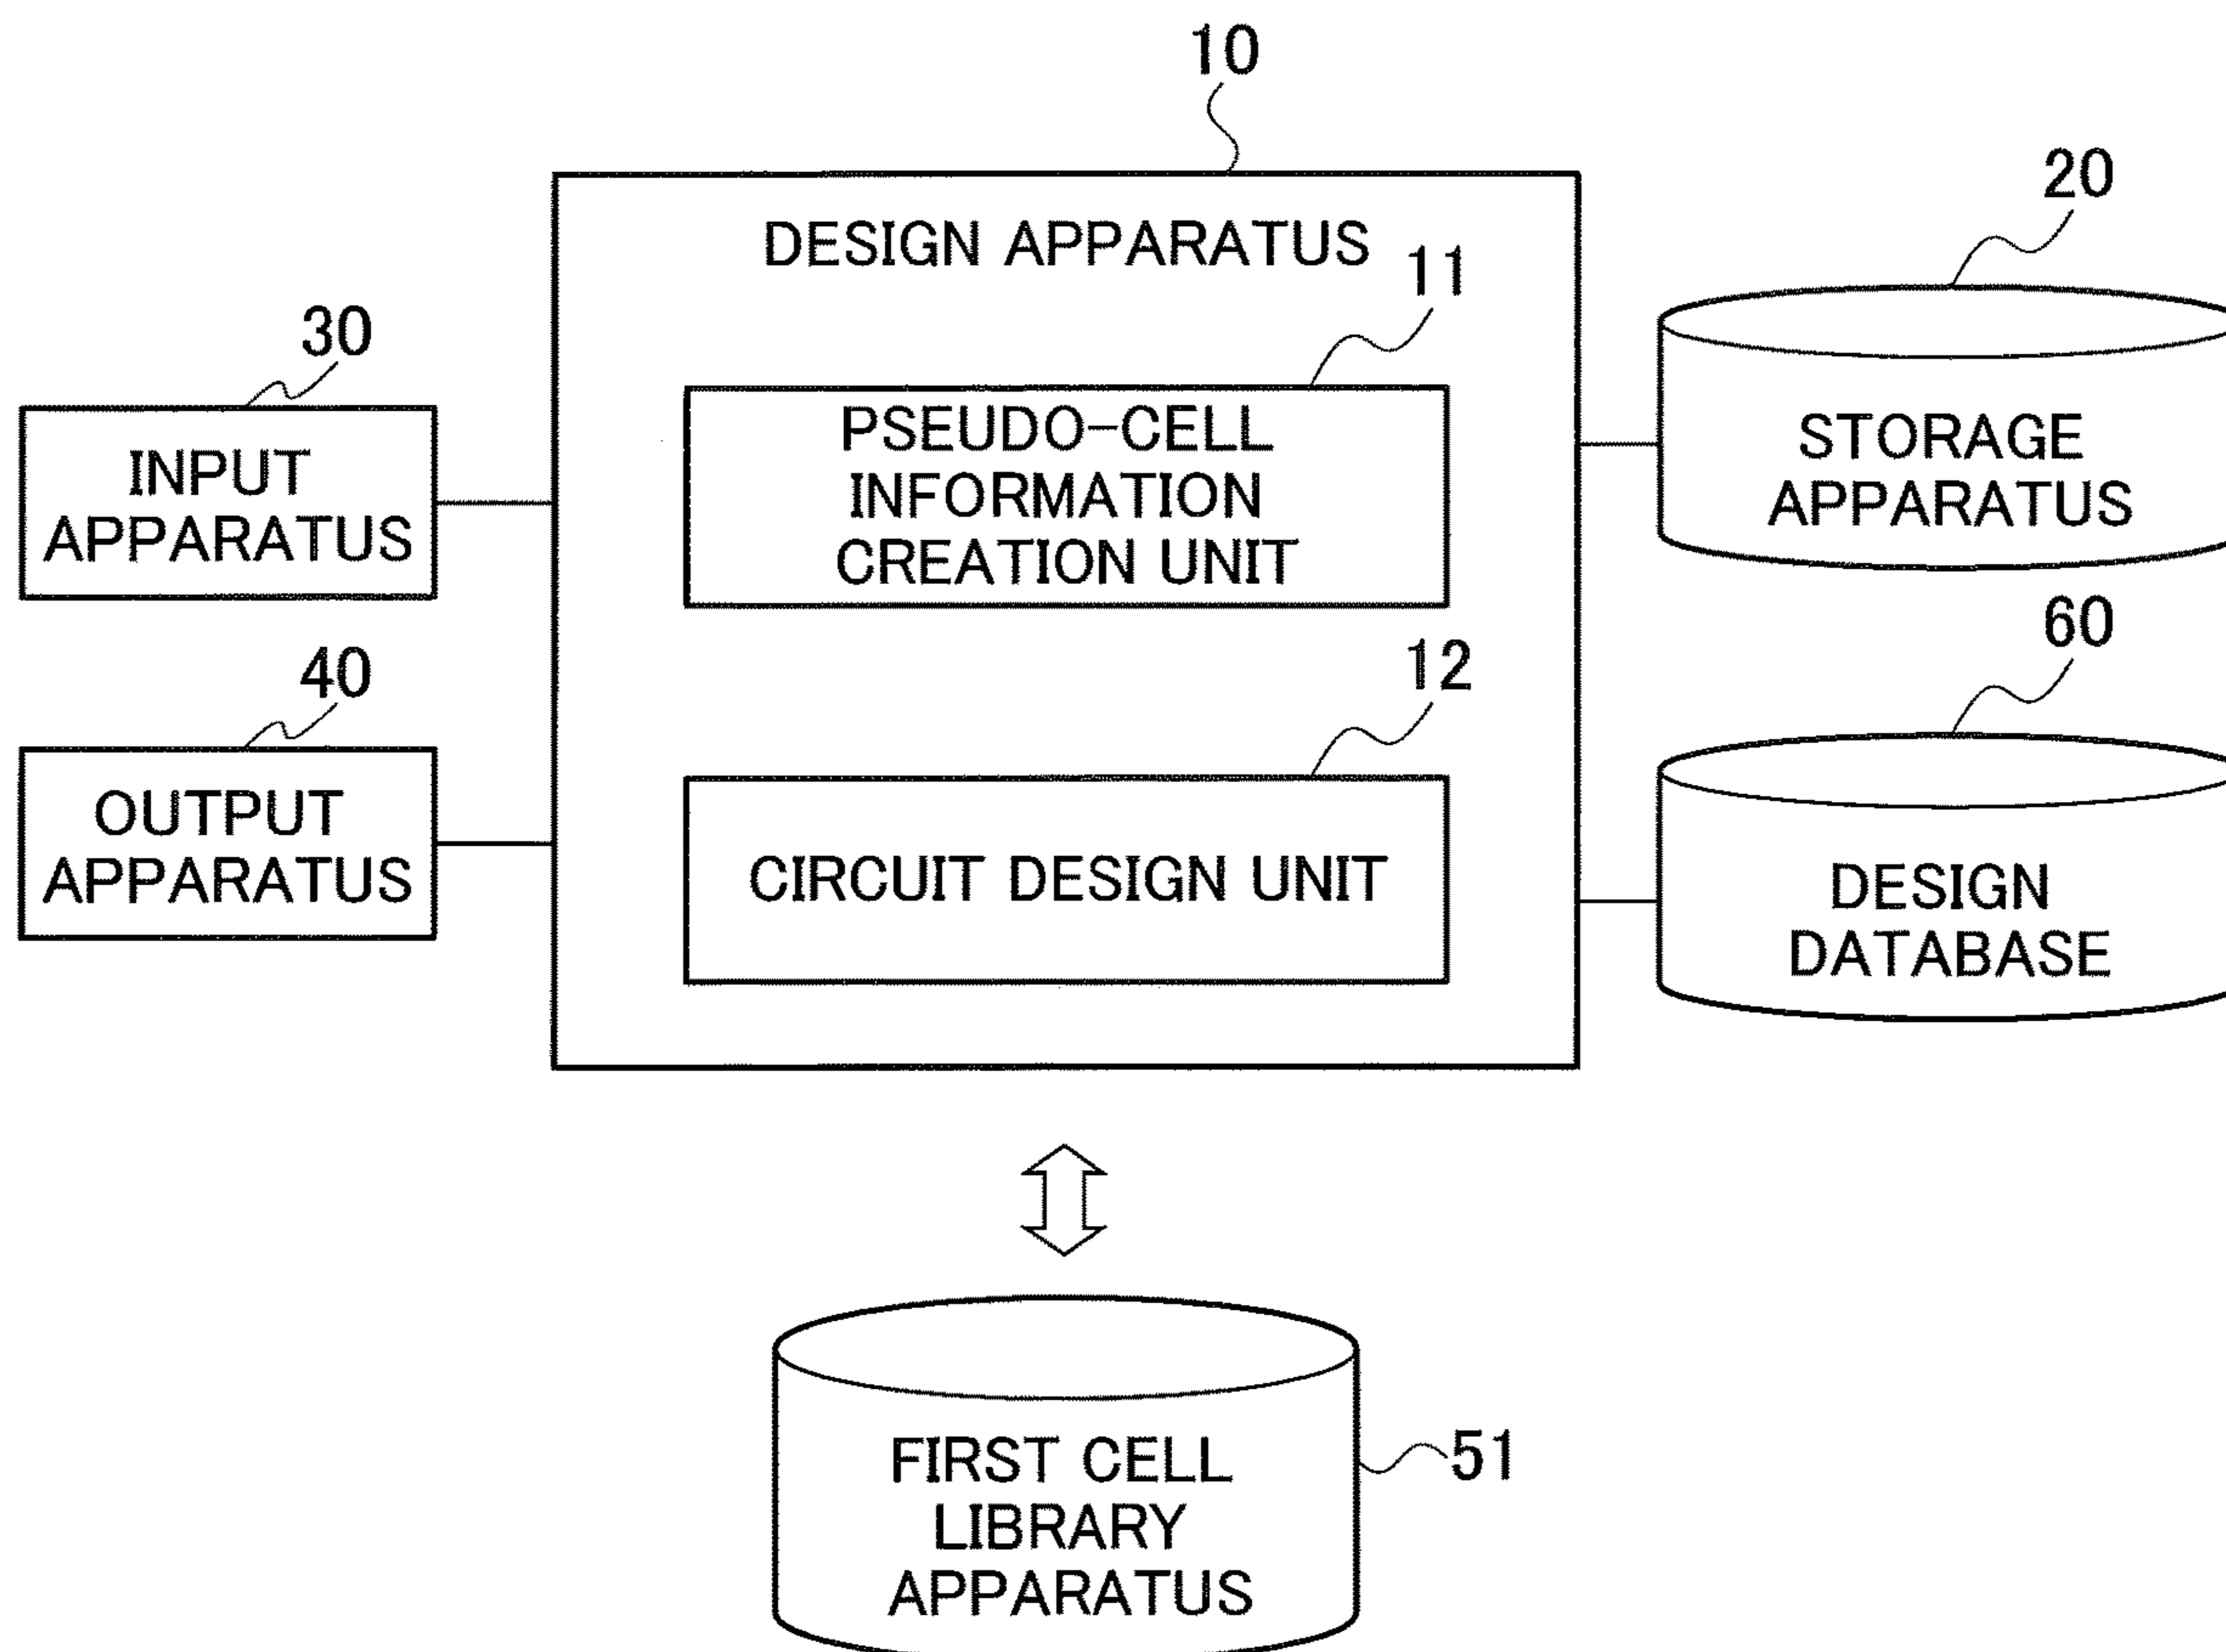 10
DESIGN APPARATUS
20
11
30
PSEUDO-CELL
INFORMATION
CREATION UNIT
INPUT
APPARATUS
STORAGE
APPARATUS
60
40
12
OUTPUT
APPARATUS
CIRCUIT DESIGN UNIT
DESIGN
DATABASE
FIRST CELL
LIBRARY
APPARATUS
51